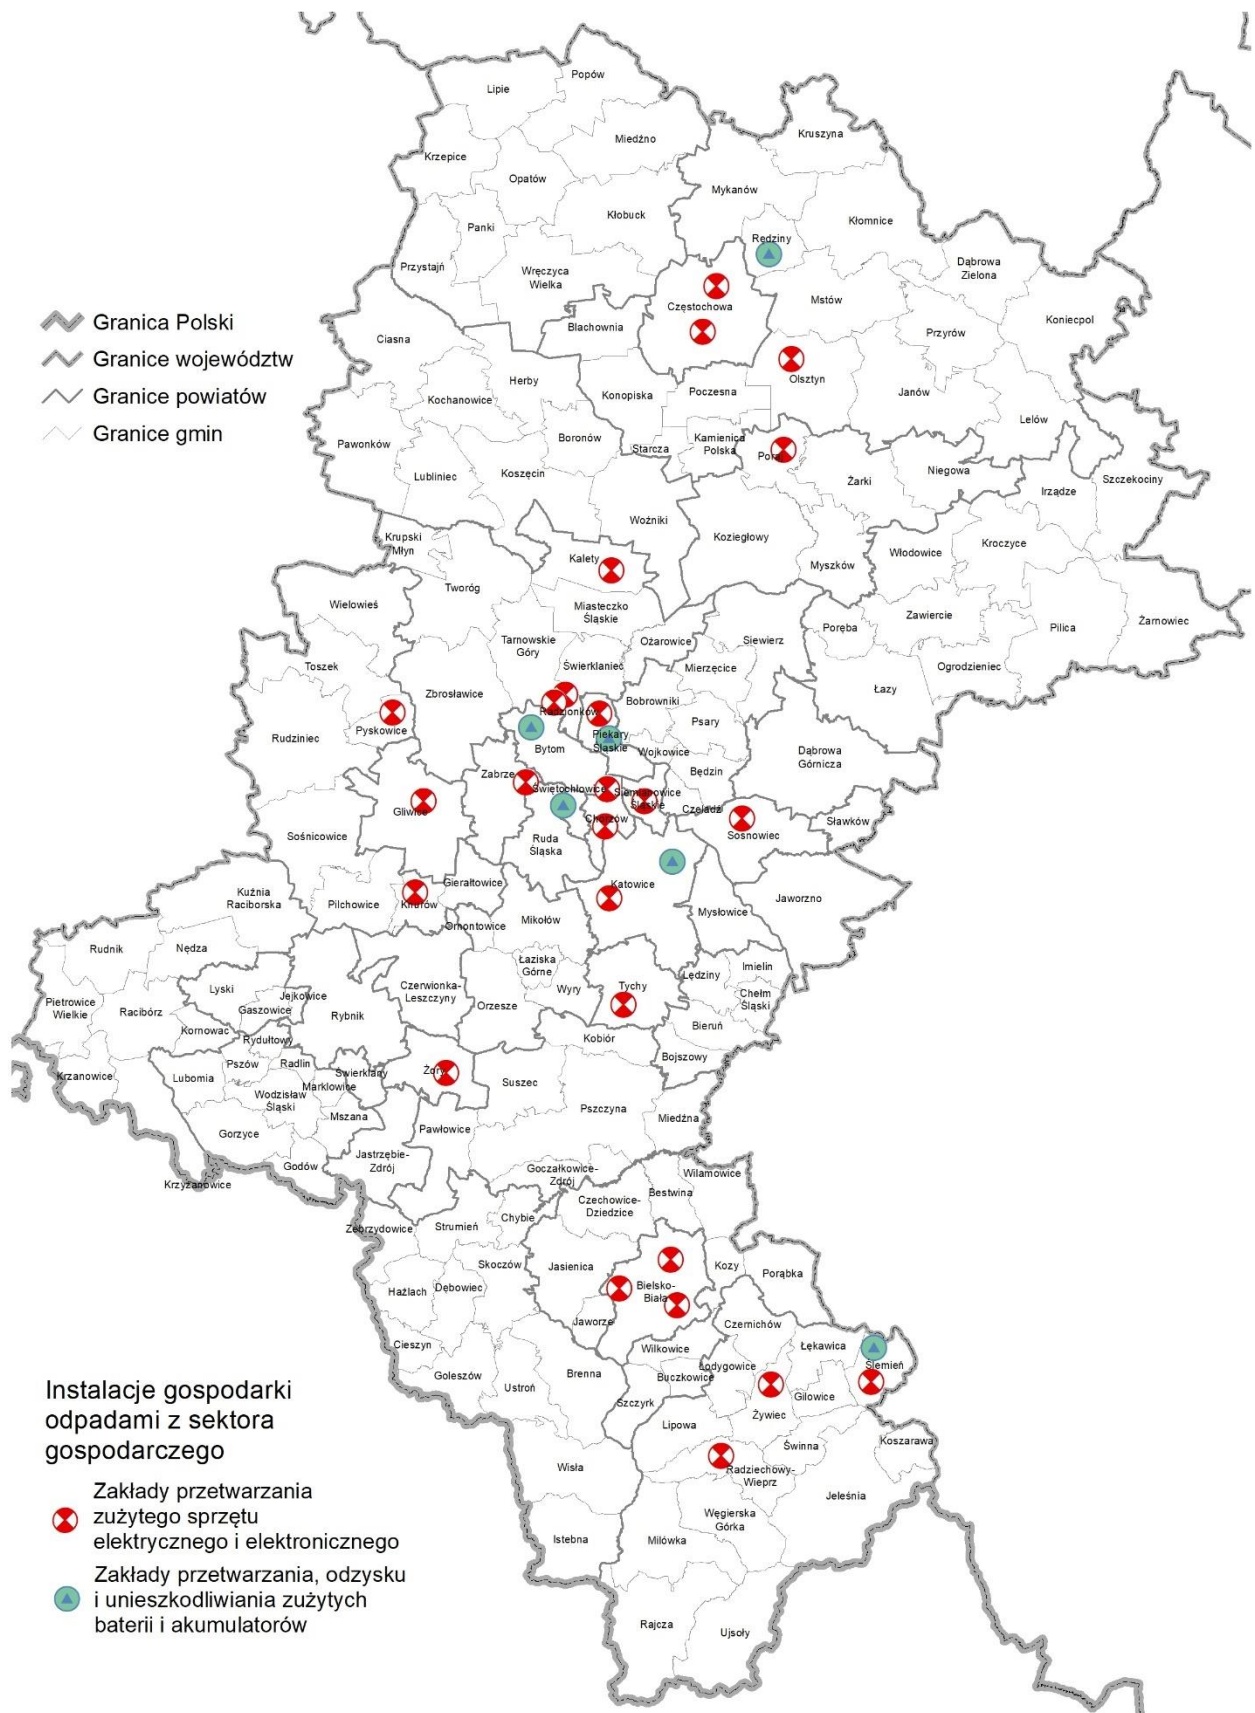 Lipie
Popów
Miedźno
Kruszyna
Krzepice
Opatów
Mykanów
Kłobuck
Kłomnice
Panki
Rędziny
Przystajń
Wręczyca
Wielka
Dąbrowa
Zielona
Mstów
Częstochowa
Koniecpol
Granica Polski
Blachownia
Przyrów
Ciasna
Granice województw
Herby
Olsztyn
Granice powiatów
Kochanowice
Konopiska
Poczesna
Janów
Lelów
Granice gmin
Pawonków
Boronów
Starcza
Kamienica
Polska
Poraj
Niegowa
Lubliniec
Koszęcin
Żarki
Irządze
Szczekociny
Woźniki
Koziegłowy
Krupski
Młyn
Kalety
Myszków
Włodowice
Kroczyce
Tworóg
Wielowieś
Miasteczko
Śląskie
Zawiercie
Poręba
Pilica
Żarnowiec
Tarnowskie
Góry
Ożarowice
Siewierz
Toszek
Świerklaniec
Mierzęcice
Ogrodzieniec
Zbrosławice
Bobrowniki
Łazy
Radzionków
Psary
Rudziniec
Pyskowice
Piekary
Śląskie
Bytom
Wojkowice
Dąbrowa
Górnicza
Zabrze
Będzin
Świętochłowice
Siemianowice
Śląskie
Gliwice
Czeladź
Chorzów
Sławków
Sośnicowice
Ruda
Śląska
Sosnowiec
Gierałtowice
Katowice
Kuźnia
Raciborska
Pilchowice
Knurów
Jaworzno
Ornontowice
Mikołów
Mysłowice
Rudnik
Nędza
Łaziska
Górne
Imielin
Lędziny
Lyski
Czerwionka-
Leszczyny
Tychy
Wyry
Chełm
Śląski
Pietrowice
Wielkie
Racibórz
Gaszowice
Jejkowice
Rybnik
Orzesze
Bieruń
Kornowac
Rydułtowy
Kobiór
Bojszowy
Pszów
Radlin
Świerklany
Żory
Krzanowice
Lubomia
Marklowice
Suszec
Wodzisław
Śląski
Mszana
Pszczyna
Miedźna
Gorzyce
Pawłowice
Jastrzębie-
Zdrój
Godów
Goczałkowice-
Zdrój
Wilamowice
Krzyżanowice
Bestwina
Czechowice-
Dziedzice
Chybie
Strumień
Zebrzydowice
Skoczów
Jasienica
Kozy
Porąbka
Dębowiec
Hażlach
Bielsko-
Biała
Jaworze
Czernichów
Cieszyn
Wilkowice
Łękawica
Ślemień
Goleszów
Brenna
Łodygowice
Buczkowice
Ustroń
Gilowice
Szczyrk
Żywiec
Lipowa
Instalacje gospodarki
odpadami z sektora
gospodarczego
Koszarawa
Świnna
Wisła
Radziechowy-
Wieprz
Jeleśnia
Zakłady przetwarzania
zużytego sprzętu
elektrycznego i elektronicznego
Węgierska
Górka
Istebna
Milówka
Zakłady przetwarzania, odzysku
i unieszkodliwiania zużytych
baterii i akumulatorów
Rajcza
Ujsoły